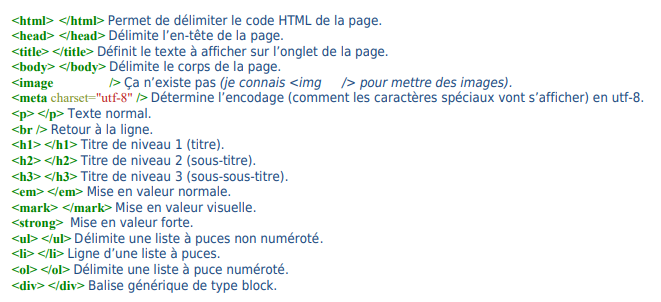 <html> </html> Permet de délimiter le code HTML de la page.
<head> </head> Délimite l'en-tête de la page.
<title> </title> Définit le texte à afficher sur l'onglet de la page.
<body> </body> Délimite le corps de la page.
<image /> Ça n'existe pas (je connais <img /> pour mettre des images).
<meta charset="utf-8" /> Détermine l'encodage (comment les caractères spéciaux vont s'afficher) en utf-8.
<p> </p> Texte normal.
<br /> Retour à la ligne.
<h1> </h1> Titre de niveau 1 (titre).
<h2> </h2> Titre de niveau 2 (sous-titre).
<h3> </h3> Titre de niveau 3 (sous-sous-titre).
<em> </em> Mise en valeur normale.
<mark> </mark> Mise en valeur visuelle.
<strong> Mise en valeur forte.
<ul> </ul> Délimite une liste à puces non numéroté.
<li> </li> Ligne d'une liste à puces.
<ol> </ol> Délimite une liste à puce numéroté.
<div> </div> Balise générique de type block.